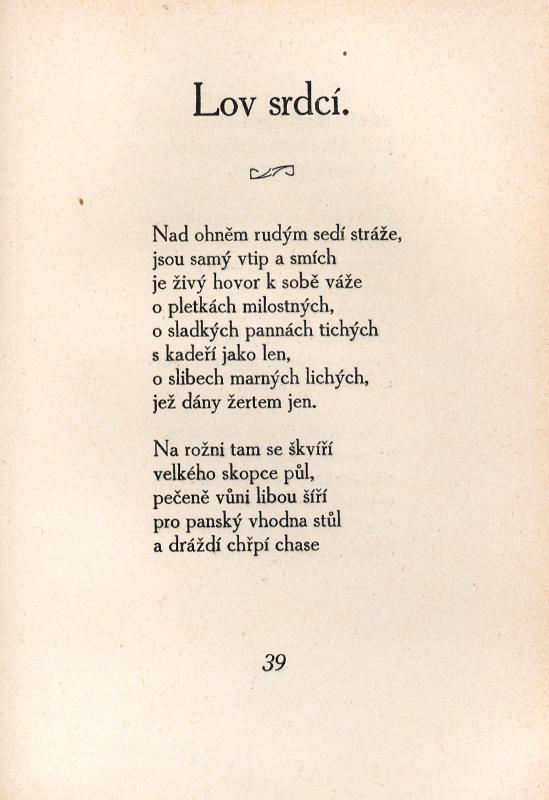 Lov srdcí.
Nad ohněm rudým sedí stráže,
jsou samý vtip a smích
je živý hovor k sobě váže
o pletkách milostných,
o sladkých pannách tichých
s kadeří jako len,
o slibech marných lichých,
jež dány žertem jen.
Na rožni tam se škvíří
velkého skopce půl,
pečeně vůni libou šíří
pro panský vhodna stůl
a dráždí chřpí chase
39